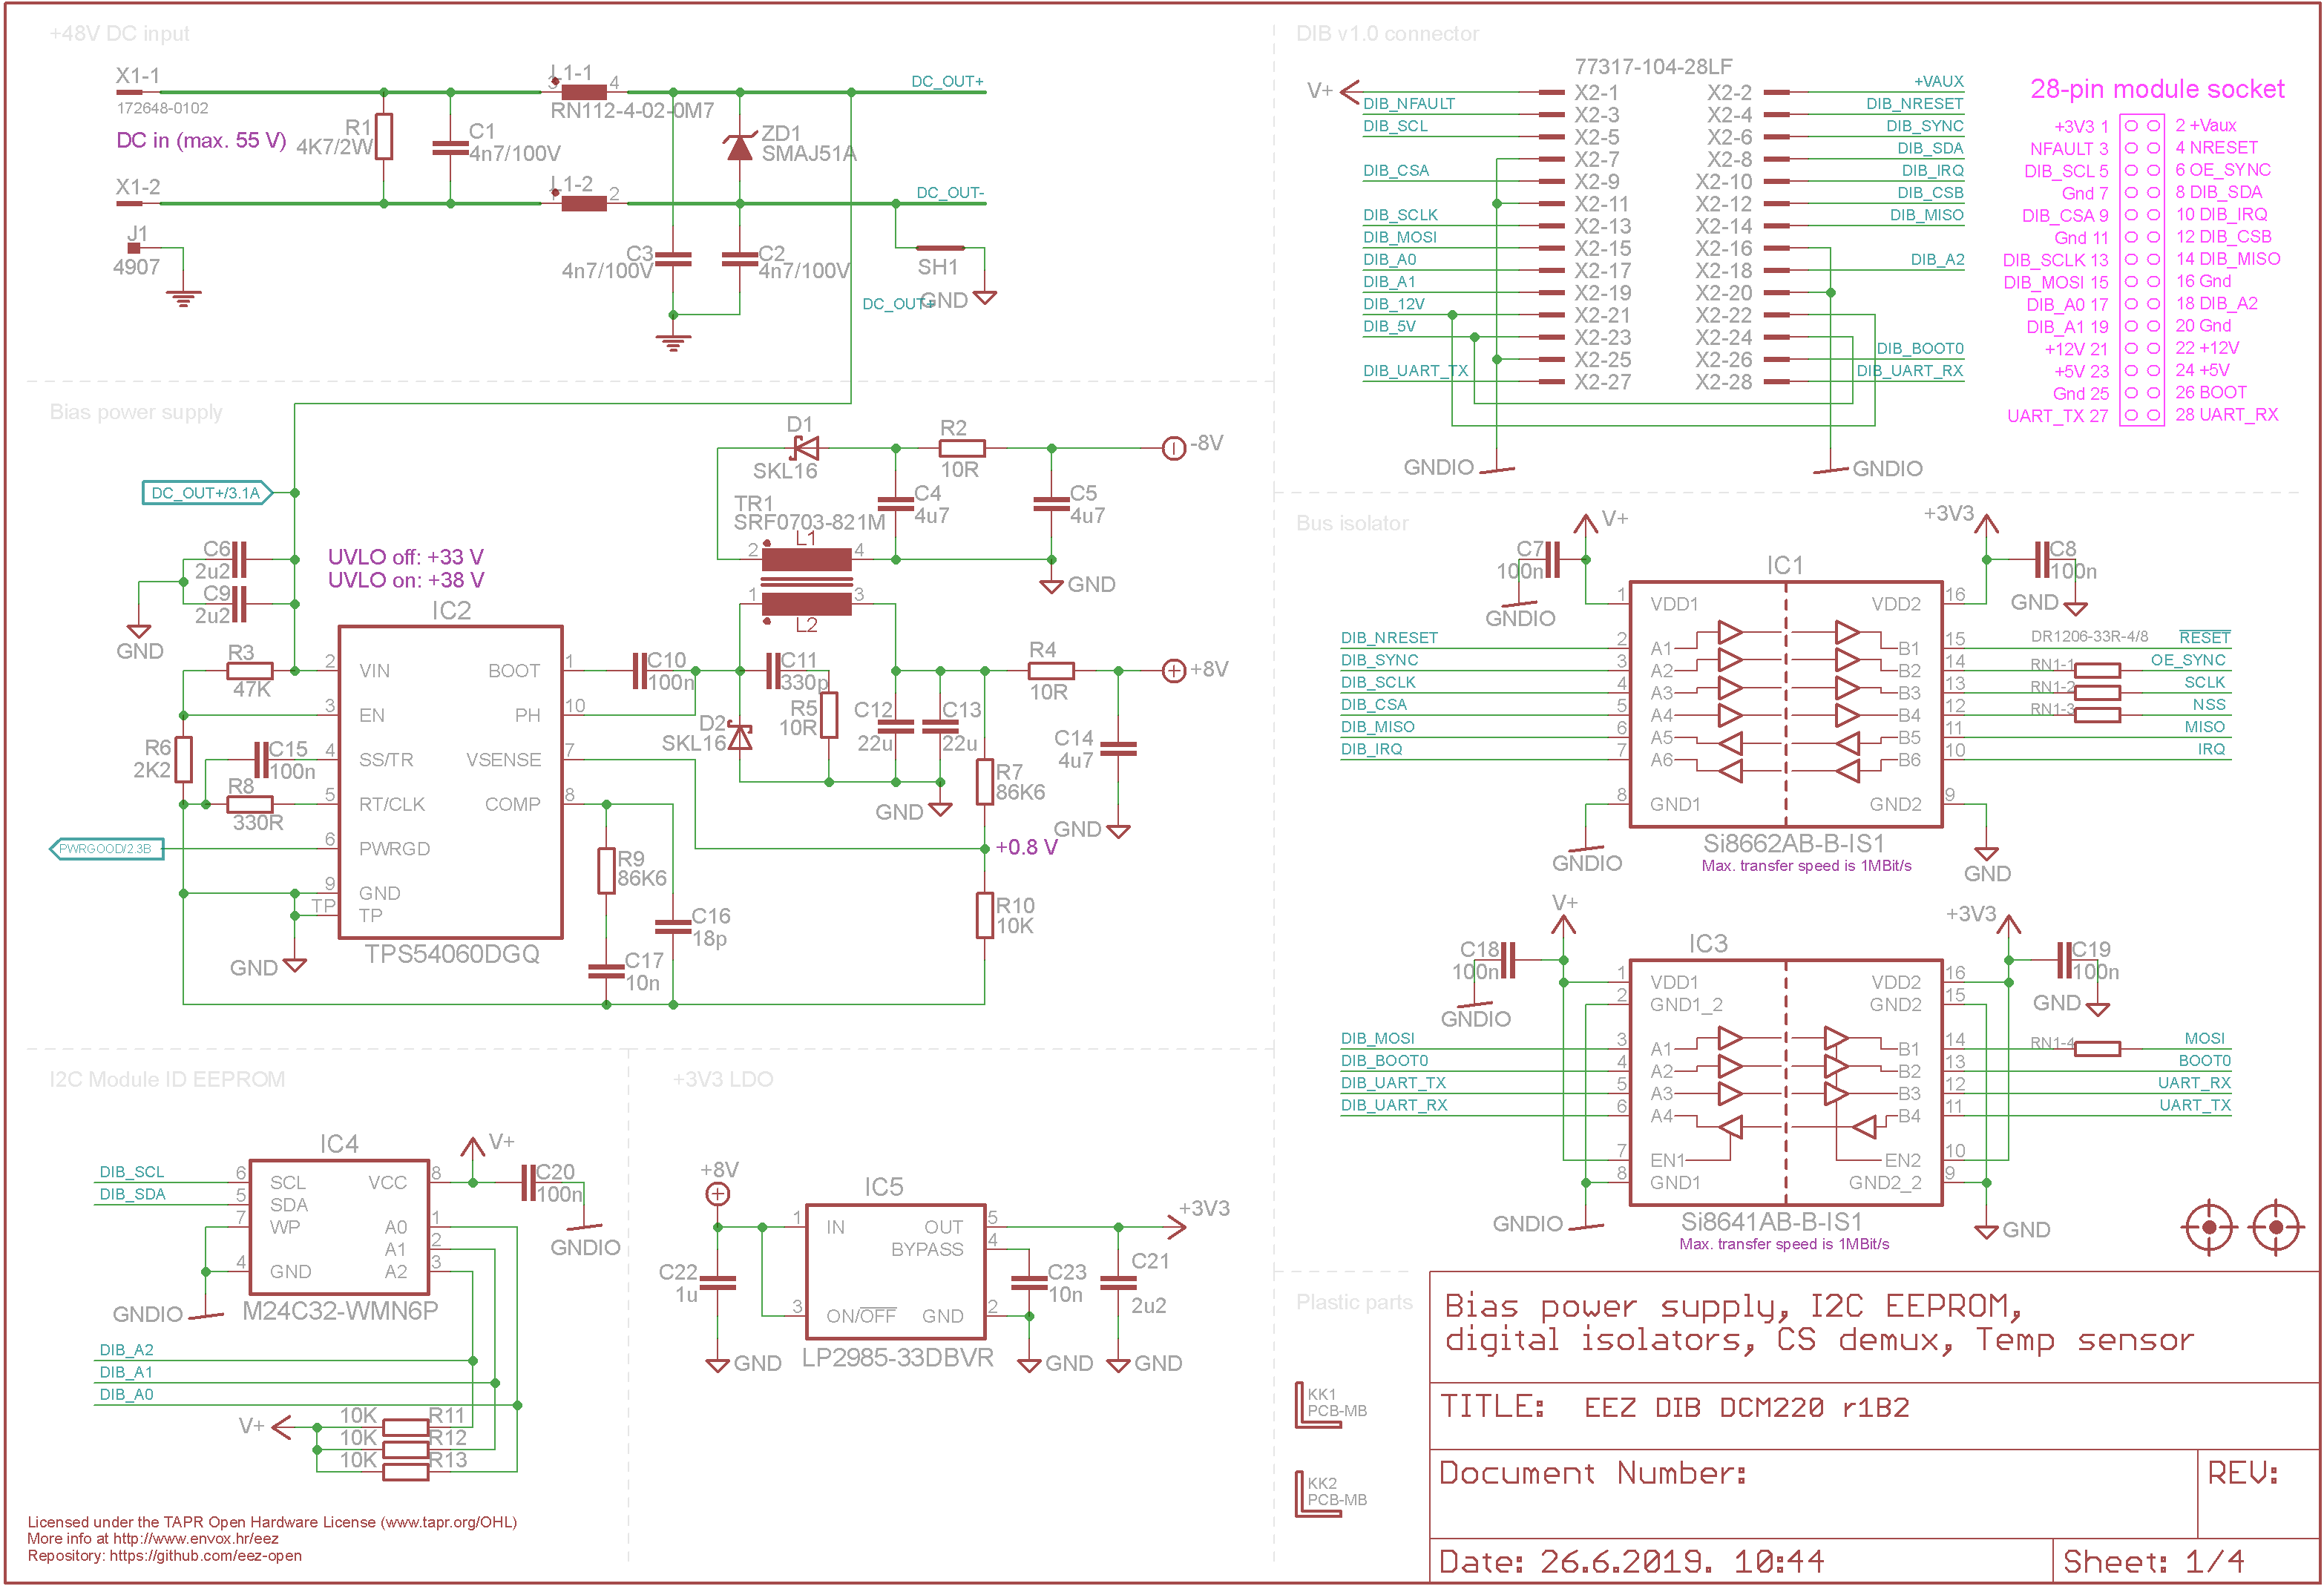 +48V DC input
X1-1
172648-0102
DC in (max. 55 V)
R1
4K7/2W
C1
4n7/100V
3
L1-1
4
RN112-4-02-0M7
DC_OUT+
ZD1
SMAJ51A
X1-2
L1-2
2
DC_OUT-
J1
4907
C3
4n7/100V
C2
4n7/100V
SH1
DC_OUT+
GND
Bias power supply
DC_OUT+/3.1A
C6
2u2
C9
2u2
GND
UVLO off: +33 V
UVLO on: +38 V
IC2
R3
47K
2 VIN
3 EN
4 SS/TR
5 RT/CLK
6 PWRGD
9 GND
TP TP
BOOT 1
PH 10
VSENSE 7
COMP 8
TPS54060DGQ
R6
2K2
C15
100n
R8
330R
PWRGOOD/2.3B
GND
D1
SKL16
R2
10R
-8V
C4
4u7
C5
4u7
TR1
SRF0703-821M
2 L1 4
1 L2 3
GND
C10
100n
C11
330p
R5
10R
D2
SKL16
C12
22u
C13
22u
GND
R4
10R
+8V
C14
4u7
GND
R7
86K6
+0.8 V
R9
86K6
C16
18p
C17
10n
R10
10K
I2C Module ID EEPROM
IC4
DIB_SCL
DIB_SDA
6 SCL
5 SDA
7 WP
4 GND
VCC 8
A0 1
A1 2
A2 3
V+
C20
100n
GNDIO
GNDIO
M24C32-WMN6P
DIB_A2
DIB_A1
DIB_A0
V+
10K R11
10K R12
10K R13
+3V3 LDO
+8V
IC5
1 IN
3 ON/OFF
OUT 5
BYPASS 4
GND 2
LP2985-33DBVR
C22
1u
GND
C23
10n
GND
C21
2u2
GND
+3V3
DIB v1.0 connector
77317-104-28LF
V+
X2-1 X2-2 +VAUX
DIB_NFAULT X2-3 X2-4 DIB_NRESET
DIB_SCL X2-5 X2-6 DIB_SYNC
X2-7 X2-8 DIB_SDA
DIB_CSA X2-9 X2-10 DIB_IRQ
X2-11 X2-12 DIB_CSB
DIB_SCLK X2-13 X2-14 DIB_MISO
DIB_MOSI X2-15 X2-16
DIB_A0 X2-17 X2-18 DIB_A2
DIB_A1 X2-19 X2-20
DIB_12V X2-21 X2-22
DIB_5V X2-23 X2-24
X2-25 X2-26 DIB_BOOT0
DIB_UART_TX X2-27 X2-28 DIB_UART_RX
GNDIO
GNDIO
28-pin module socket
+3V3 1 2 +Vaux
NFAULT 3 4 NRESET
DIB_SCL 5 6 OE_SYNC
Gnd 7 8 DIB_SDA
DIB_CSA 9 10 DIB_IRQ
Gnd 11 12 DIB_CSB
DIB_SCLK 13 14 DIB_MISO
DIB_MOSI 15 16 Gnd
DIB_A0 17 18 DIB_A2
DIB_A1 19 20 Gnd
+12V 21 22 +12V
+5V 23 24 +5V
Gnd 25 26 BOOT
UART_TX 27 28 UART_RX
Bus isolator
V+
C7
100n
GNDIO
+3V3
C8
100n
GND
IC1
1 VDD1 VDD2 16
DIB_NRESET 2 A1 B1 15 DR1206-33R-4/8 RESET
DIB_SYNC 3 A2 B2 14 RN1-1 OE_SYNC
DIB_SCLK 4 A3 B3 13 RN1-2 SCLK
DIB_CSA 5 A4 B4 12 RN1-3 NSS
DIB_MISO 6 A5 B5 11 MISO
DIB_IRQ 7 A6 B6 10 IRQ
8 GND1 GND2 9
Si8662AB-B-IS1
Max. transfer speed is 1MBit/s
GNDIO
GND
V+
C18
100n
GNDIO
+3V3
C19
100n
GND
IC3
1 VDD1 VDD2 16
2 GND1_2 GND2 15
DIB_MOSI 3 A1 B1 14 RN1-4 MOSI
DIB_BOOT0 4 A2 B2 13 BOOT0
DIB_UART_TX 5 A3 B3 12 UART_RX
DIB_UART_RX 6 A4 B4 11 UART_TX
7 EN1 EN2 10
8 GND1 GND2_2 9
Si8641AB-B-IS1
Max. transfer speed is 1MBit/s
GNDIO
GND
Plastic parts
KK1
PCB-MB
KK2
PCB-MB
Bias power supply, I2C EEPROM,
digital isolators, CS demux, Temp sensor
TITLE: EEZ DIB DCM220 r1B2
Document Number:
REV:
Date: 26.6.2019. 10:44
Sheet: 1/4
Licensed under the TAPR Open Hardware License (www.tapr.org/OHL)
More info at http://www.envox.hr/eez
Repository: https://github.com/eez-open